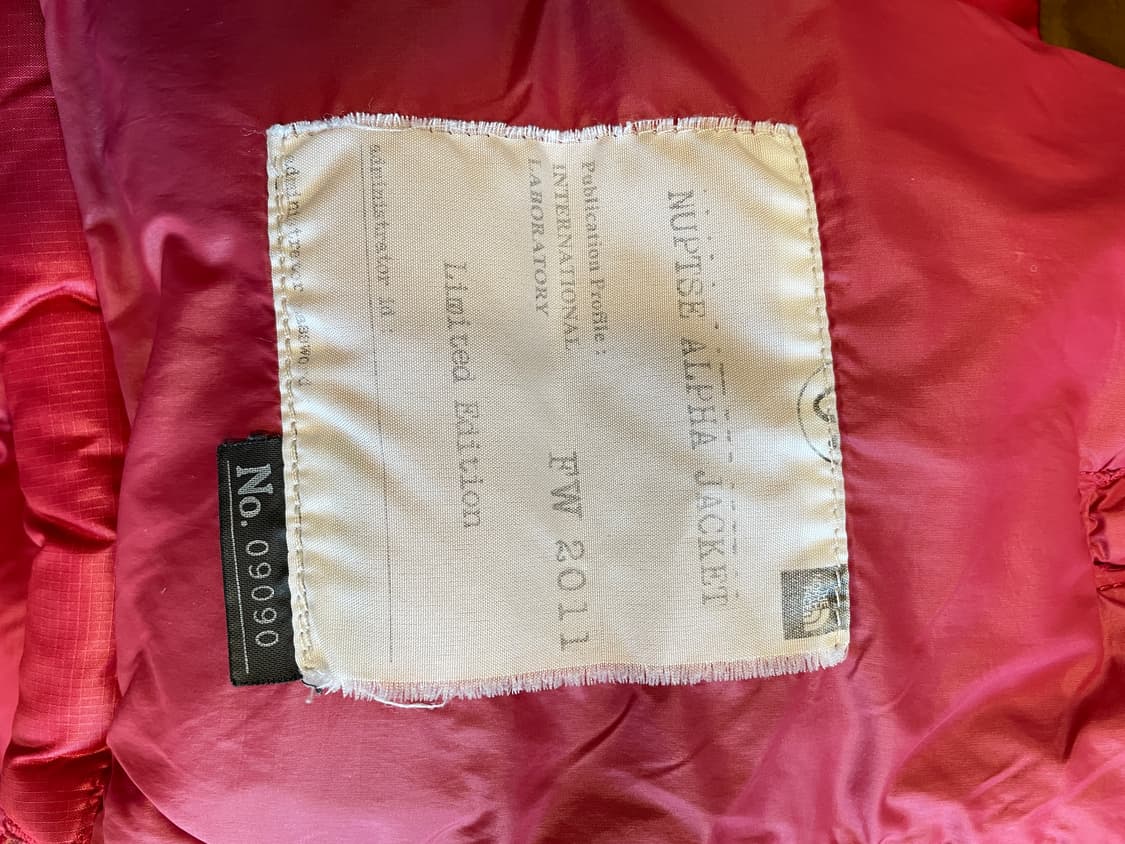 NUPTSE ALPHA JACKET
Publication Profile :
INTERNATIONAL
LABORATORY
FW 2011
Limited Edition
administrator id :
No. 09090